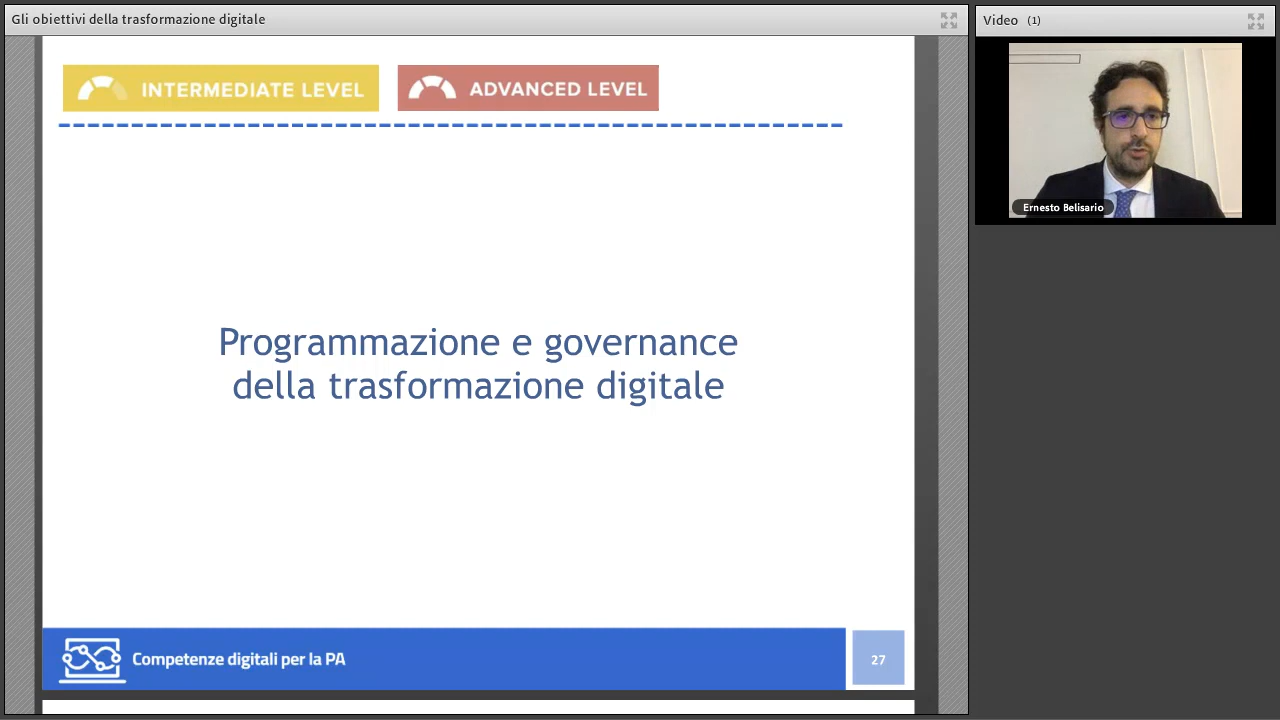 Gli obiettivi della trasformazione digitale
Video (1)
INTERMEDIATE LEVEL
ADVANCED LEVEL
Ernesto Belisario
Programmazione e governance
della trasformazione digitale
Competenze digitali per la PA
27